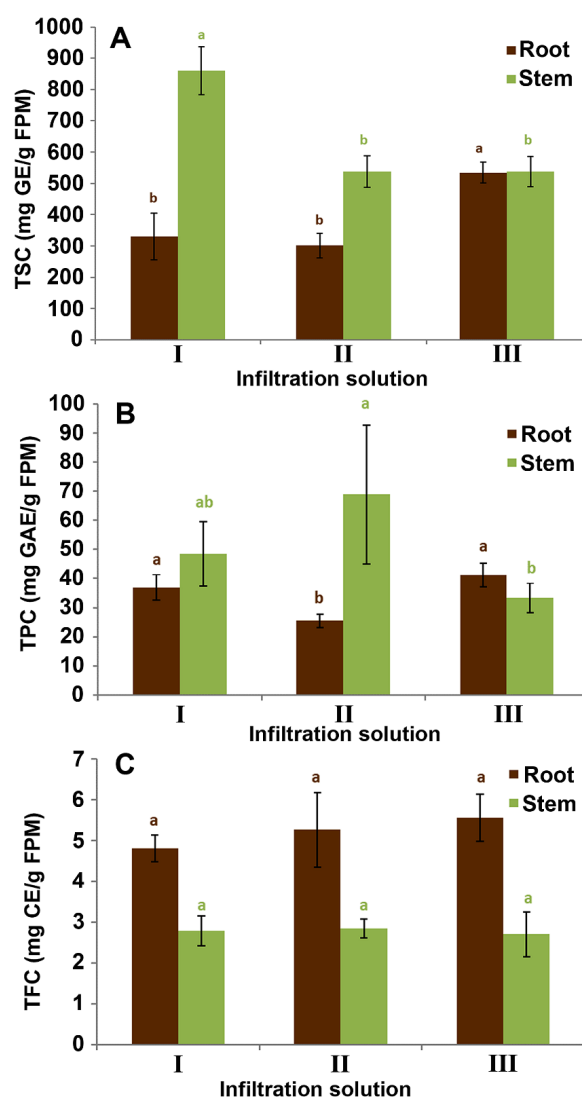 A
TSC (mg GE/g FPM)
1000
900
800
700
600
500
400
300
200
100
0
Root
Stem
b
a
b
b
a
b
I
II
III
Infiltration solution
B
TPC (mg GAE/g FPM)
100
90
80
70
60
50
40
30
20
10
0
Root
Stem
a
ab
b
a
a
b
I
II
III
Infiltration solution
C
TFC (mg CE/g FPM)
7
6
5
4
3
2
1
0
Root
Stem
a
a
a
a
a
a
I
II
III
Infiltration solution